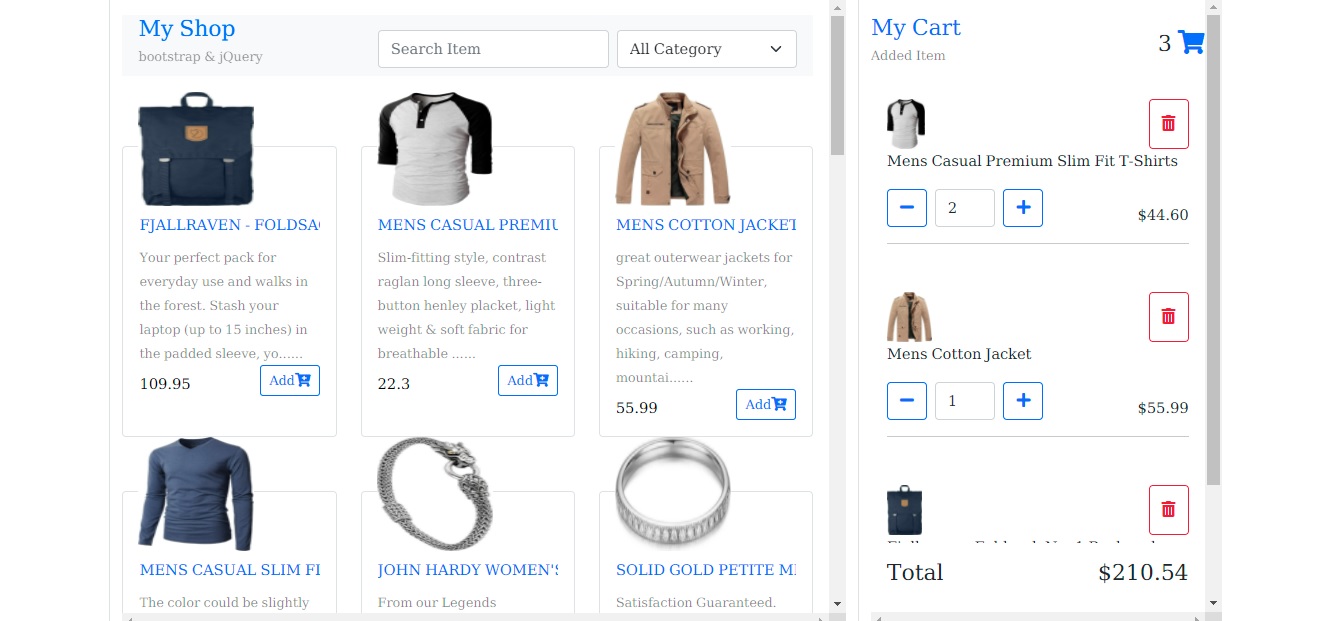 My Shop
bootstrap & jQuery
Search Item
All Category
FJALLRAVEN - FOLDSA
Your perfect pack for
everyday use and walks in
the forest. Stash your
laptop (up to 15 inches) in
the padded sleeve, yo......
109.95
Add
MENS CASUAL PREMIU
Slim-fitting style, contrast
raglan long sleeve, three-
button henley placket, light
weight & soft fabric for
breathable ......
22.3
Add
MENS COTTON JACKET
great outerwear jackets for
Spring/Autumn/Winter,
suitable for many
occasions, such as working,
hiking, camping,
mountai......
55.99
Add
MENS CASUAL SLIM FI
The color could be slightly
JOHN HARDY WOMEN'S
From our Legends
SOLID GOLD PETITE MI
Satisfaction Guaranteed.
My Cart
Added Item
3
Mens Casual Premium Slim Fit T-Shirts
2
$44.60
Mens Cotton Jacket
1
$55.99
Total
$210.54